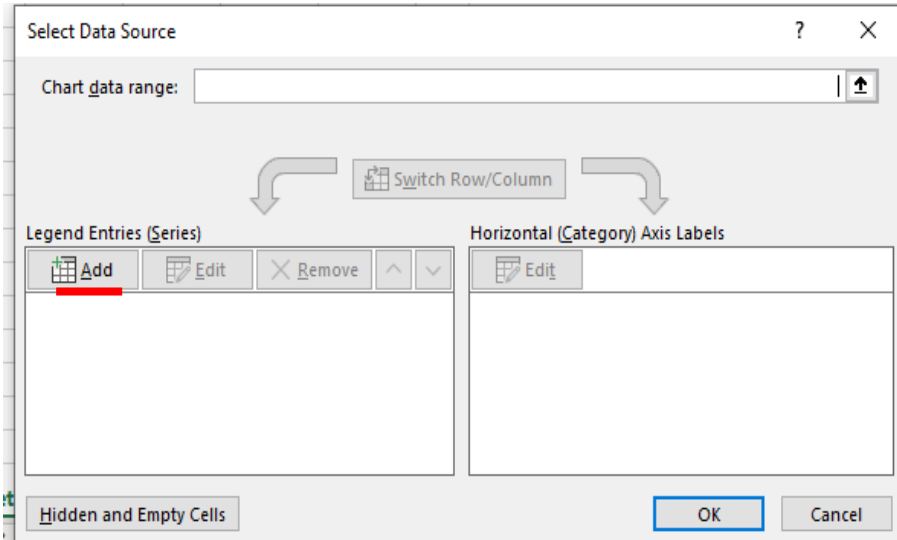 Select Data Source ?
Chart data range:
Switch Row/Column
Legend Entries (Series)
Horizontal (Category) Axis Labels
Add Edit Remove
Edit
et
Hidden and Empty Cells
OK Cancel